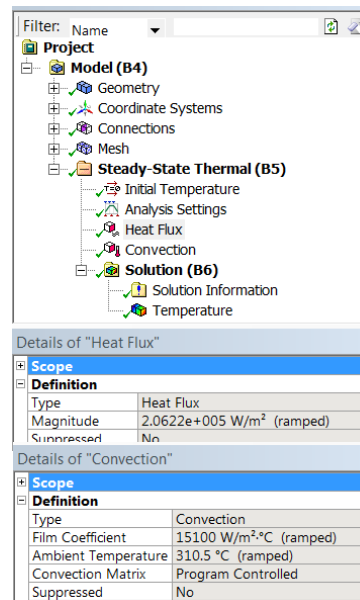 Filter: Name
Project
Model (B4)
Geometry
Coordinate Systems
Connections
Mesh
Steady-State Thermal (B5)
Initial Temperature
Analysis Settings
Heat Flux
Convection
Solution (B6)
Solution Information
Temperature
Details of "Heat Flux"
Scope
Definition
Type Heat Flux
Magnitude 2.0622e+005 W/m² (ramped)
Suppressed No
Details of "Convection"
Scope
Definition
Type Convection
Film Coefficient 15100 W/m²·°C (ramped)
Ambient Temperature 310.5 °C (ramped)
Convection Matrix Program Controlled
Suppressed No